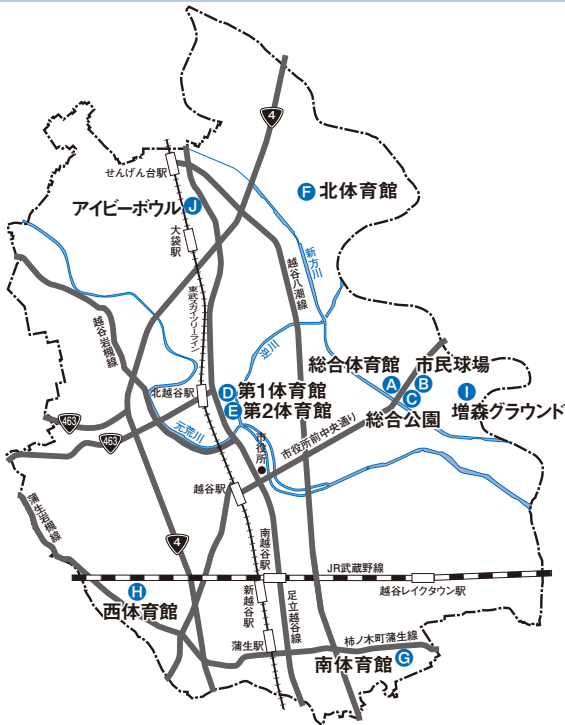 4
せんげん台駅
F 北体育館
アイビーボウル J
大袋駅
新方川
越谷八潮線
東武スカイツリーライン
越谷岩槻線
逆川
総合体育館
市民球場
A
B
C
I
北越谷駅
D 第1体育館
E 第2体育館
総合公園
増森グラウンド
463
463
元荒川
市役所
市役所前中央通り
越谷駅
蒲生岩槻線
4
南越谷駅
JR武蔵野線
H
西体育館
新越谷駅
足立越谷線
越谷レイクタウン駅
蒲生駅
柿ノ木町蒲生線
南体育館 G